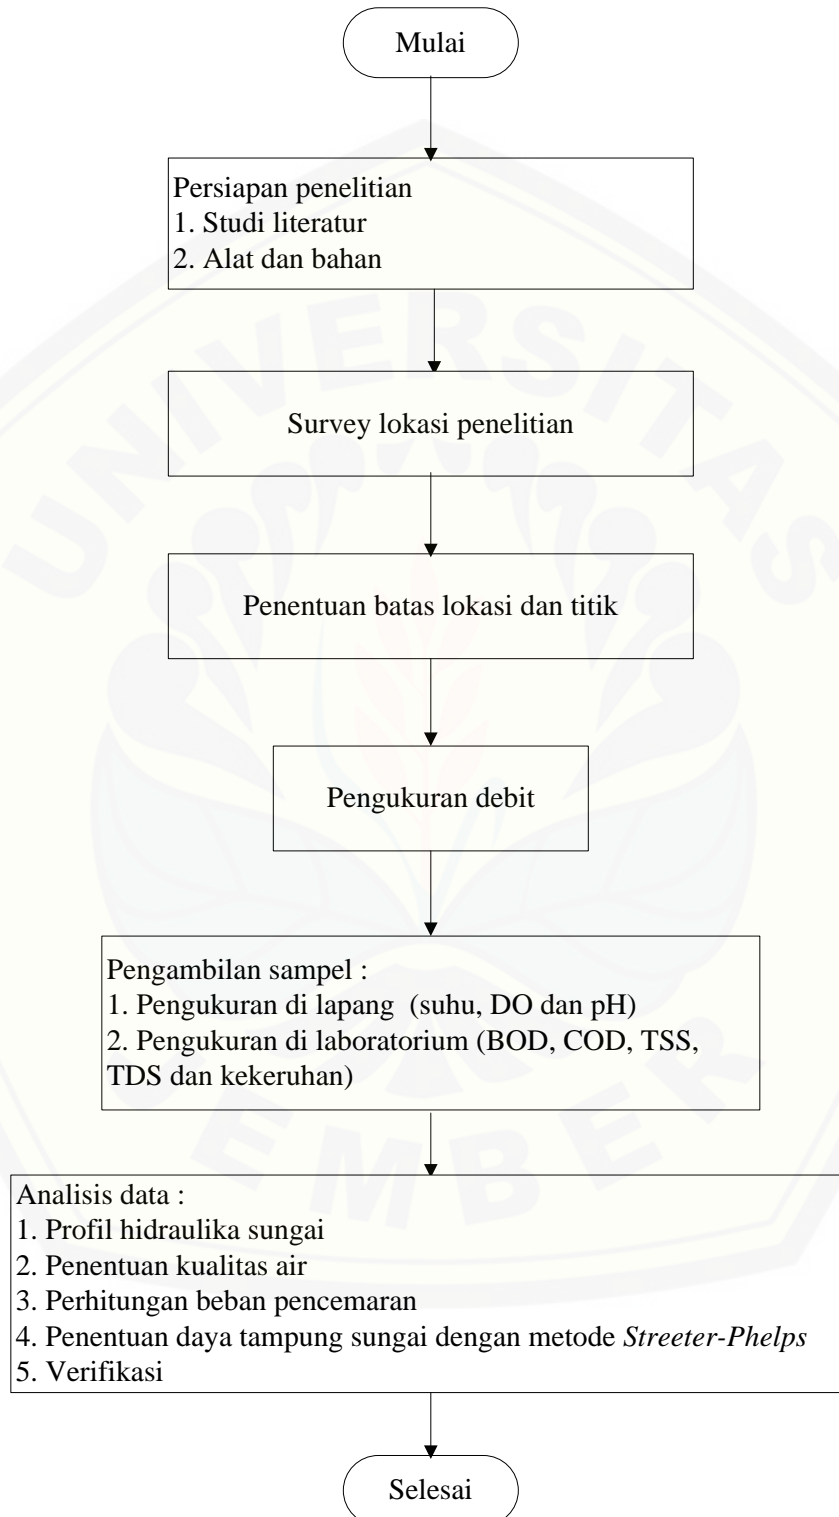 Mulai
Persiapan penelitian
1. Studi literatur
2. Alat dan bahan
Survey lokasi penelitian
Penentuan batas lokasi dan titik
Pengukuran debit
Pengambilan sampel :
1. Pengukuran di lapang (suhu, DO dan pH)
2. Pengukuran di laboratorium (BOD, COD, TSS,
TDS dan kekeruhan)
Analisis data :
1. Profil hidraulika sungai
2. Penentuan kualitas air
3. Perhitungan beban pencemaran
4. Penentuan daya tampung sungai dengan metode Streeter-Phelps
5. Verifikasi
Selesai
UNIVERSITAS
JEMBER